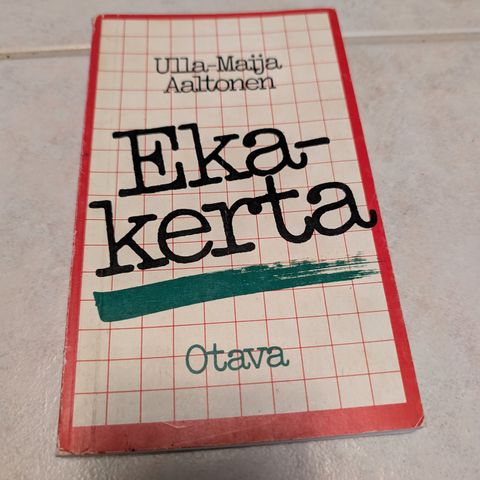 Ulla-Maija
Aaltonen
Eka-
kerta
Otava